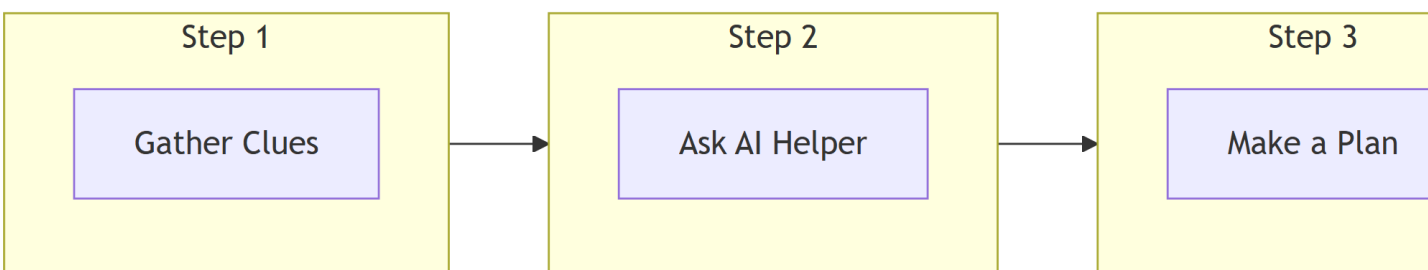 Step 1
Gather Clues
Step 2
Ask AI Helper
Step 3
Make a Plan